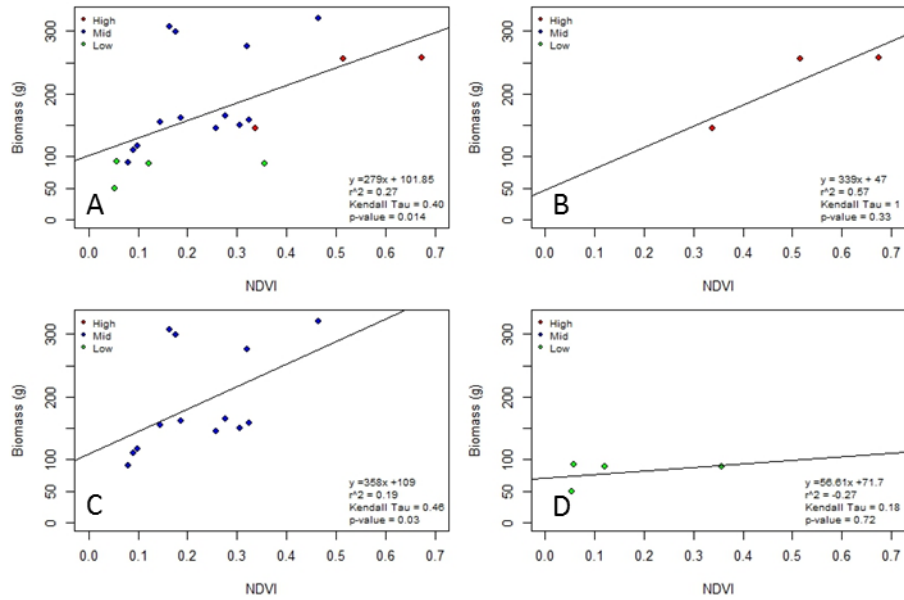 High
Mid
Low
Biomass (g)
300
200
100
50
0
A
y =279x + 101.85
r^2 = 0.27
Kendall Tau = 0.40
p-value = 0.014
0.0 0.1 0.2 0.3 0.4 0.5 0.6 0.7
NDVI
High
Mid
Low
Biomass (g)
300
200
100
50
0
B
y = 339x + 47
r^2 = 0.57
Kendall Tau = 1
p-value = 0.33
0.0 0.1 0.2 0.3 0.4 0.5 0.6 0.7
NDVI
High
Mid
Low
Biomass (g)
300
200
100
50
0
C
y = 358x +109
r^2 = 0.19
Kendall Tau = 0.46
p-value = 0.03
0.0 0.1 0.2 0.3 0.4 0.5 0.6 0.7
NDVI
High
Mid
Low
Biomass (g)
300
200
100
50
0
D
y =56.61x +71.7
r^2 = -0.27
Kendall Tau = 0.18
p-value = 0.72
0.0 0.1 0.2 0.3 0.4 0.5 0.6 0.7
NDVI